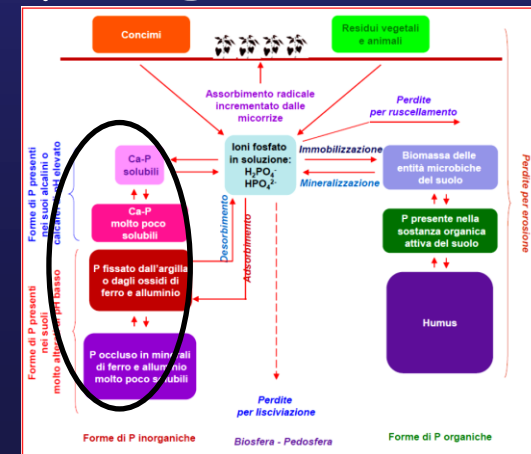 Concimi
Residui vegetali
e animali
Assorbimento radicale
incrementato dalle
micorrize
Perdite
per ruscellamento
Perdite per erosione
Forme di P presenti
nei suoi alcalini o
calcarei, pH elevato
Ca-P
solubili
Ioni fosfato
in soluzione:
H₂PO₄⁻
HPO₄²⁻
Immobilizzazione
Mineralizzazione
Biomassa delle
entità microbiche
del suolo
Ca-P
molto poco
solubili
Desorbimento
Adsorbimento
P presente nella
sostanza organica
attiva del suolo
Forme di P presenti
nei suoli
molto alterati, pH basso
P fissato dall'argilla
o dagli ossidi di
ferro e alluminio
Humus
P occluso in minerali
di ferro e alluminio
molto poco solubili
Perdite
per lisciviazione
Forme di P inorganiche
Biosfera - Pedosfera
Forme di P organiche